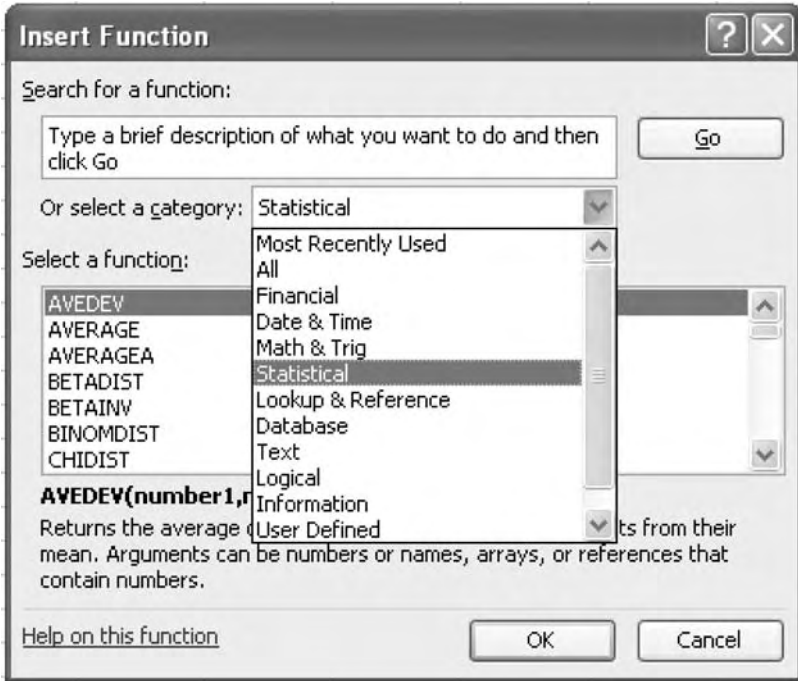 Insert Function
Search for a function:
Type a brief description of what you want to do and then
click Go
Go
Or select a category: Statistical
Most Recently Used
All
Financial
Date & Time
Math & Trig
Statistical
Lookup & Reference
Database
Text
Logical
Information
User Defined
Select a function:
AVEDEV
AVERAGE
AVERAGEA
BETADIST
BETAINV
BINOMDIST
CHIDIST
AVEDEV(number1,
Returns the average ts from their
mean. Arguments can be numbers or names, arrays, or references that
contain numbers.
Help on this function
OK
Cancel